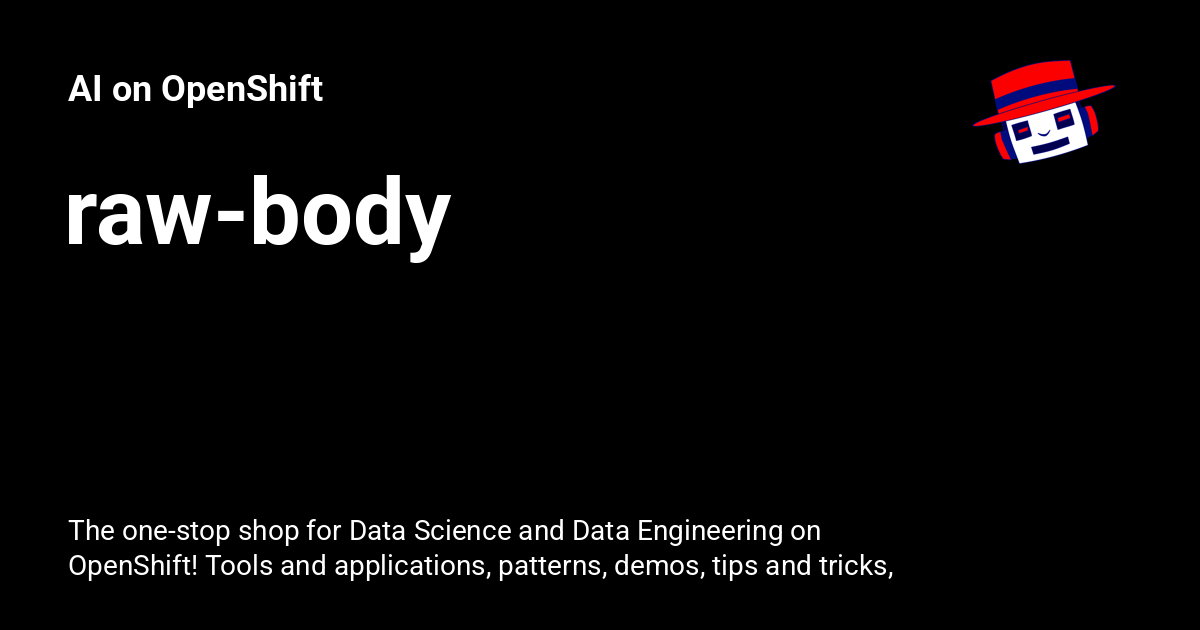 AI on OpenShift
raw-body
The one-stop shop for Data Science and Data Engineering on
OpenShift! Tools and applications, patterns, demos, tips and tricks,